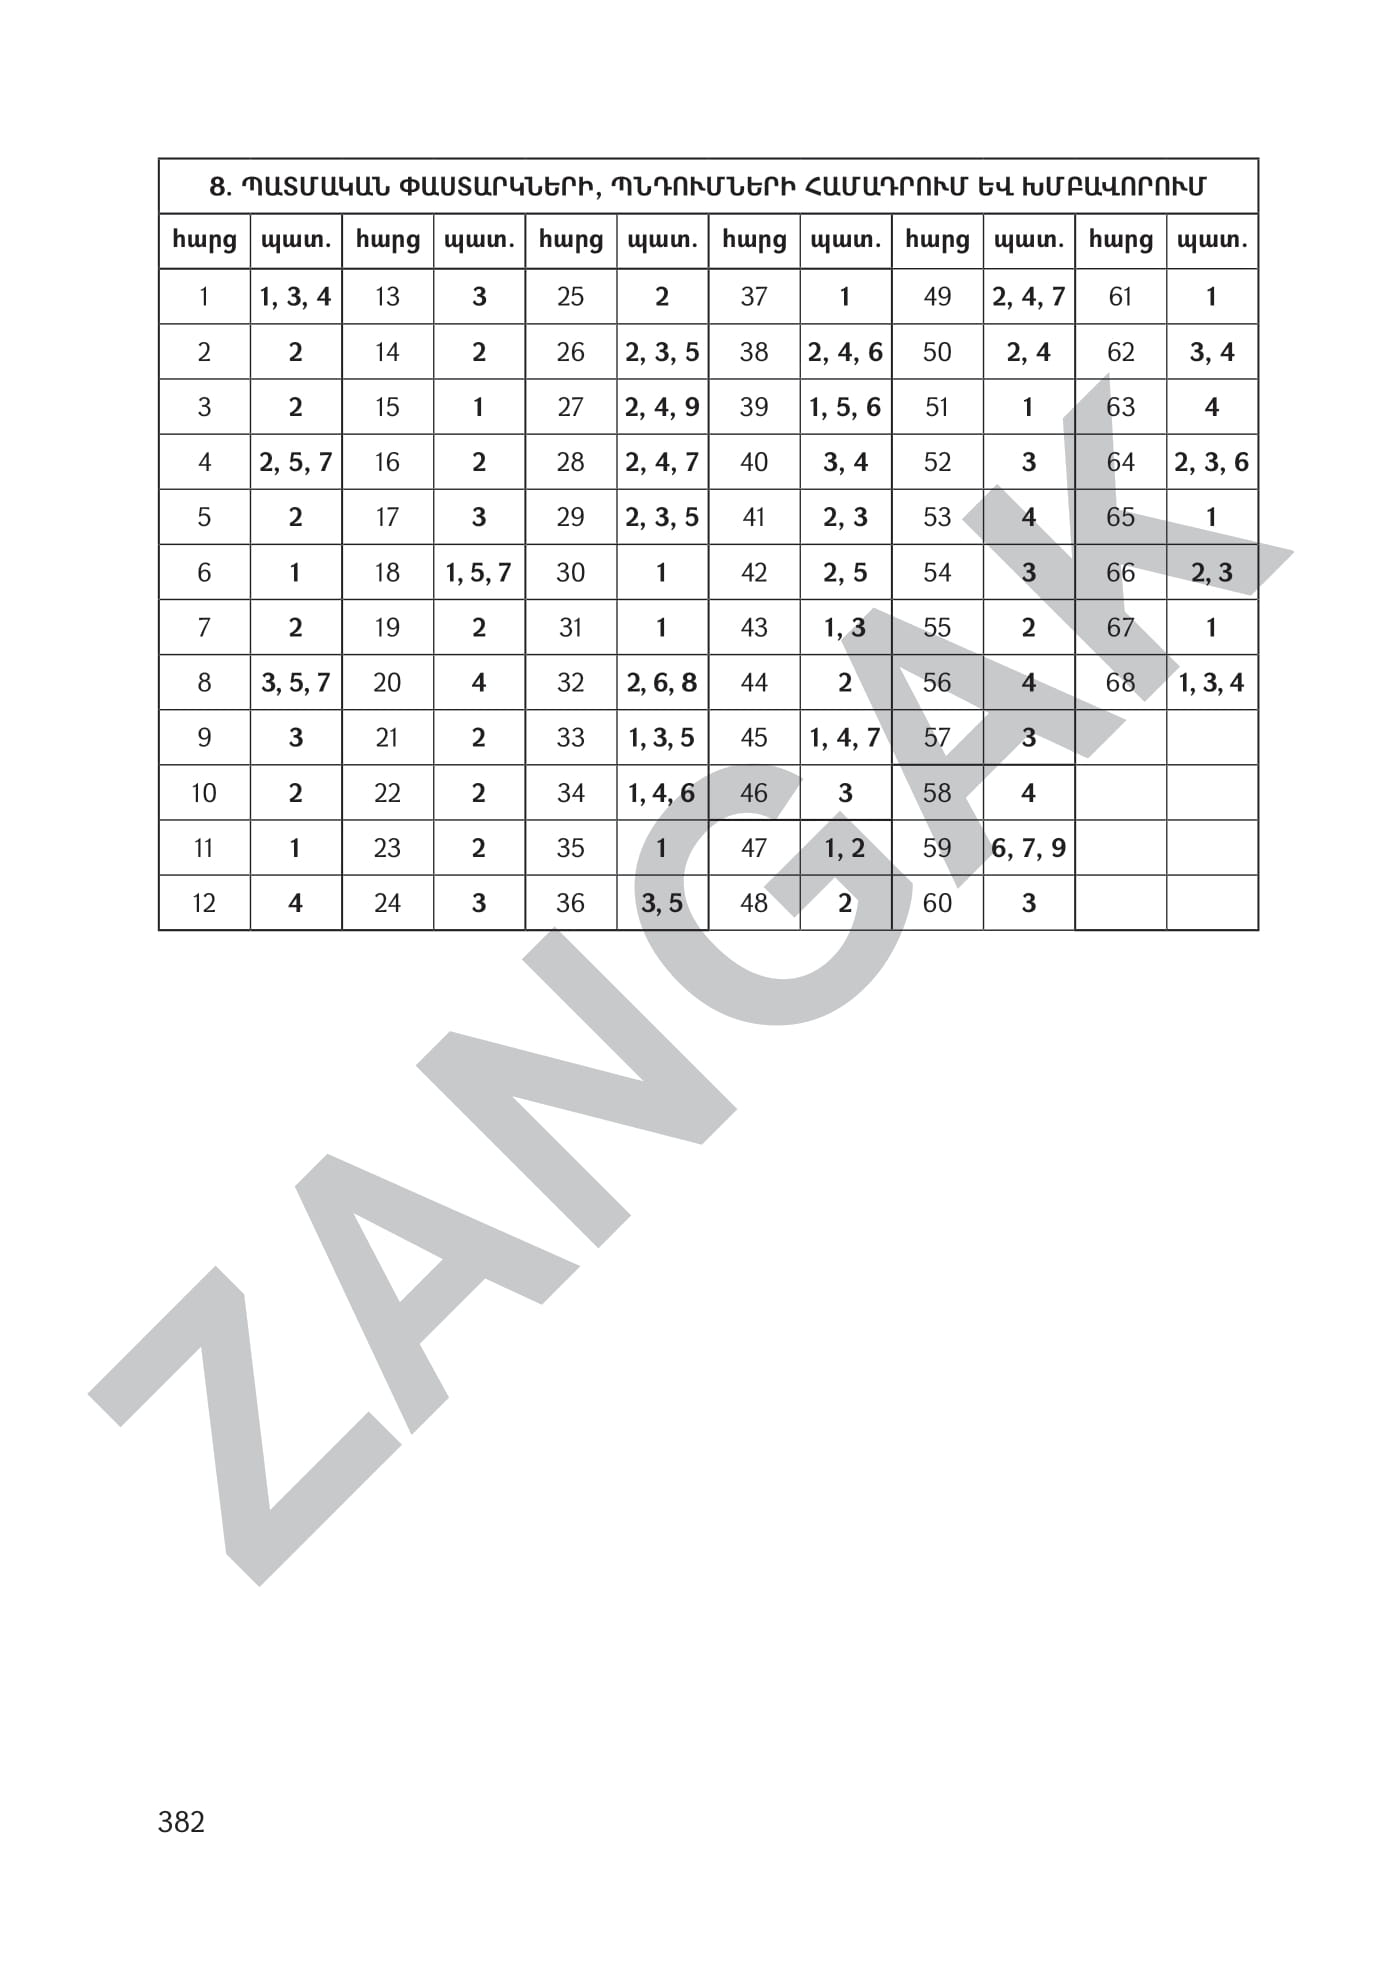 8. ՊԱՏՄԱԿԱՆ ՓԱՍՏԱՐԿՆԵՐԻ, ՊՆԴՈՒՄՆԵՐԻ ՀԱՄԱԴՐՈՒՄ ԵՎ ԽՄԲԱՎՈՐՈՒՄ
հարց պատ. հարց պատ. հարց պատ. հարց պատ. հարց պատ. հարց պատ.
1 1, 3, 4 13 3 25 2 37 1 49 2, 4, 7 61 1
2 2 14 2 26 2, 3, 5 38 2, 4, 6 50 2, 4 62 3, 4
3 2 15 1 27 2, 4, 9 39 1, 5, 6 51 1 63 4
4 2, 5, 7 16 2 28 2, 4, 7 40 3, 4 52 3 64 2, 3, 6
5 2 17 3 29 2, 3, 5 41 2, 3 53 4 65 1
6 1 18 1, 5, 7 30 1 42 2, 5 54 3 66 2, 3
7 2 19 2 31 1 43 1, 3 55 2 67 1
8 3, 5, 7 20 4 32 2, 6, 8 44 2 56 4 68 1, 3, 4
9 3 21 2 33 1, 3, 5 45 1, 4, 7 57 3
10 2 22 2 34 1, 4, 6 46 3 58 4
11 1 23 2 35 1 47 1, 2 59 6, 7, 9
12 4 24 3 36 3, 5 48 2 60 3
ZANGAK
382